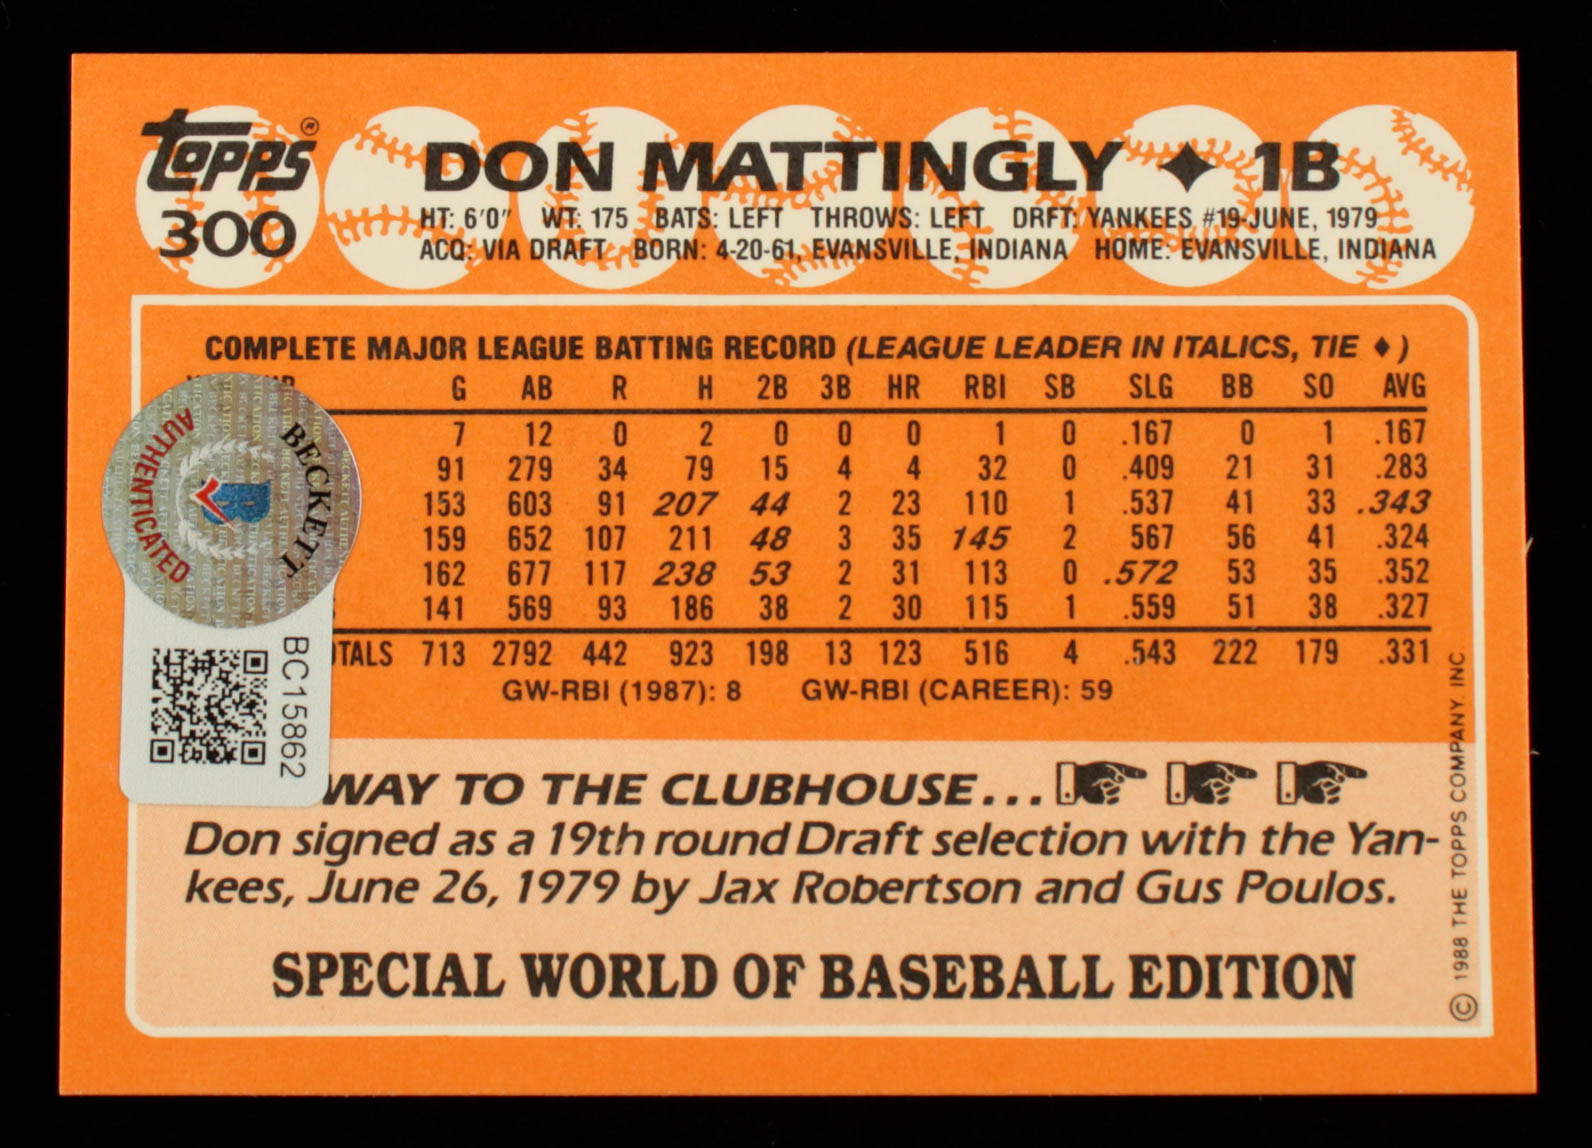 topps®
300
DON MATTINGLY ✦ 1B
HT: 6'0" WT: 175 BATS: LEFT THROWS: LEFT DRFT: YANKEES #19-JUNE, 1979
ACQ: VIA DRAFT BORN: 4-20-61, EVANSVILLE, INDIANA HOME: EVANSVILLE, INDIANA
COMPLETE MAJOR LEAGUE BATTING RECORD (LEAGUE LEADER IN ITALICS, TIE ♦)
G AB R H 2B 3B HR RBI SB SLG BB SO AVG
7 12 0 2 0 0 0 1 0 .167 0 1 .167
91 279 34 79 15 4 4 32 0 .409 21 31 .283
153 603 91 207 44 2 23 110 1 .537 41 33 .343
159 652 107 211 48 3 35 145 2 567 56 41 .324
162 677 117 238 53 2 31 113 0 .572 53 35 .352
141 569 93 186 38 2 30 115 1 .559 51 38 .327
TALS 713 2792 442 923 198 13 123 516 4 .543 222 179 .331
GW-RBI (1987): 8 GW-RBI (CAREER): 59
WAY TO THE CLUBHOUSE...
Don signed as a 19th round Draft selection with the Yan-
kees, June 26, 1979 by Jax Robertson and Gus Poulos.
SPECIAL WORLD OF BASEBALL EDITION
© 1988 THE TOPPS COMPANY. INC
BECKETT
AUTHENTICATED
B
BC15862